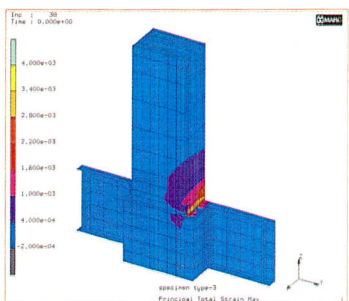 Inc : 30
Time : 0.000e+00
MARC
4.000e-03
3.400e-03
2.800e-03
2.200e-03
1.600e-03
1.000e-03
4.000e-04
-2.000e-04
Z
X
Y
specimen type-3
Principal Total Strain Max